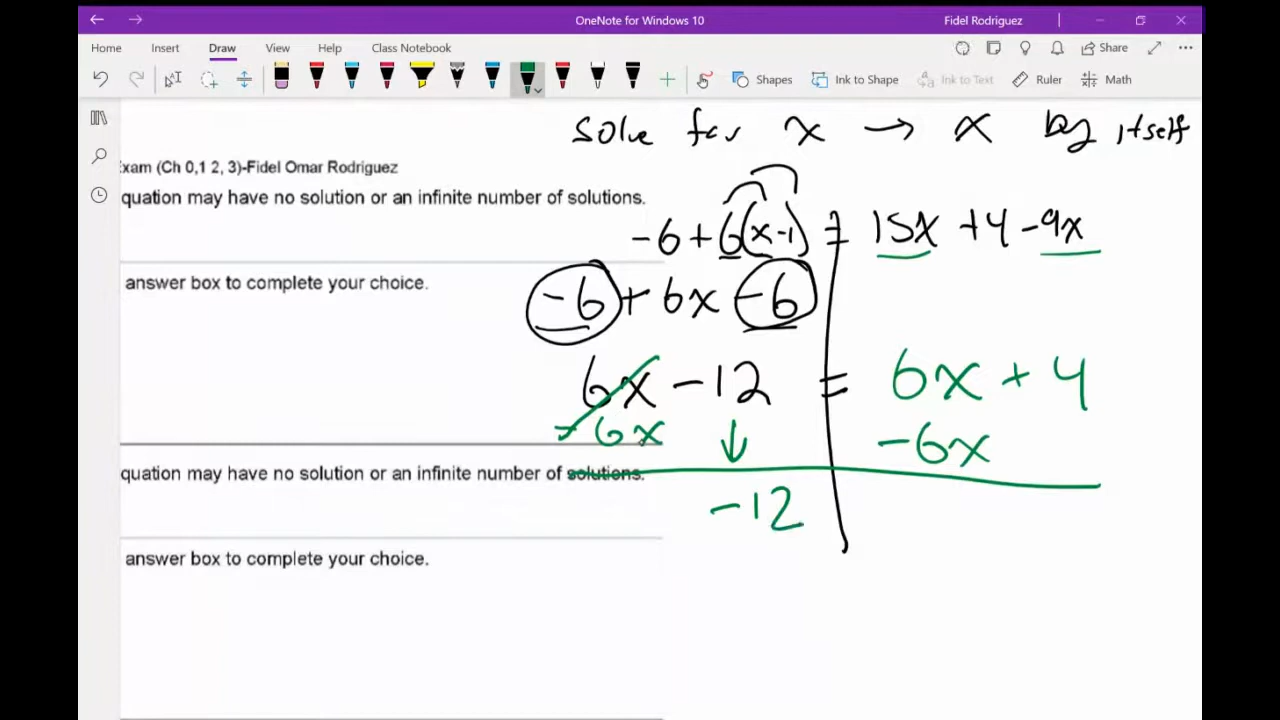 OneNote for Windows 10
Fidel Rodriguez
Home Insert Draw View Help Class Notebook Share
Shapes Ink to Shape Ink to Text Ruler Math
solve for x → x by itself
Exam (Ch 0,1 2, 3)-Fidel Omar Rodriguez
quation may have no solution or an infinite number of solutions.
-6+6(x-1) = 15x +4 -9x
answer box to complete your choice.
-6 + 6x -6
6x -12 = 6x + 4
-6x ↓ -6x
quation may have no solution or an infinite number of solutions.
-12
answer box to complete your choice.